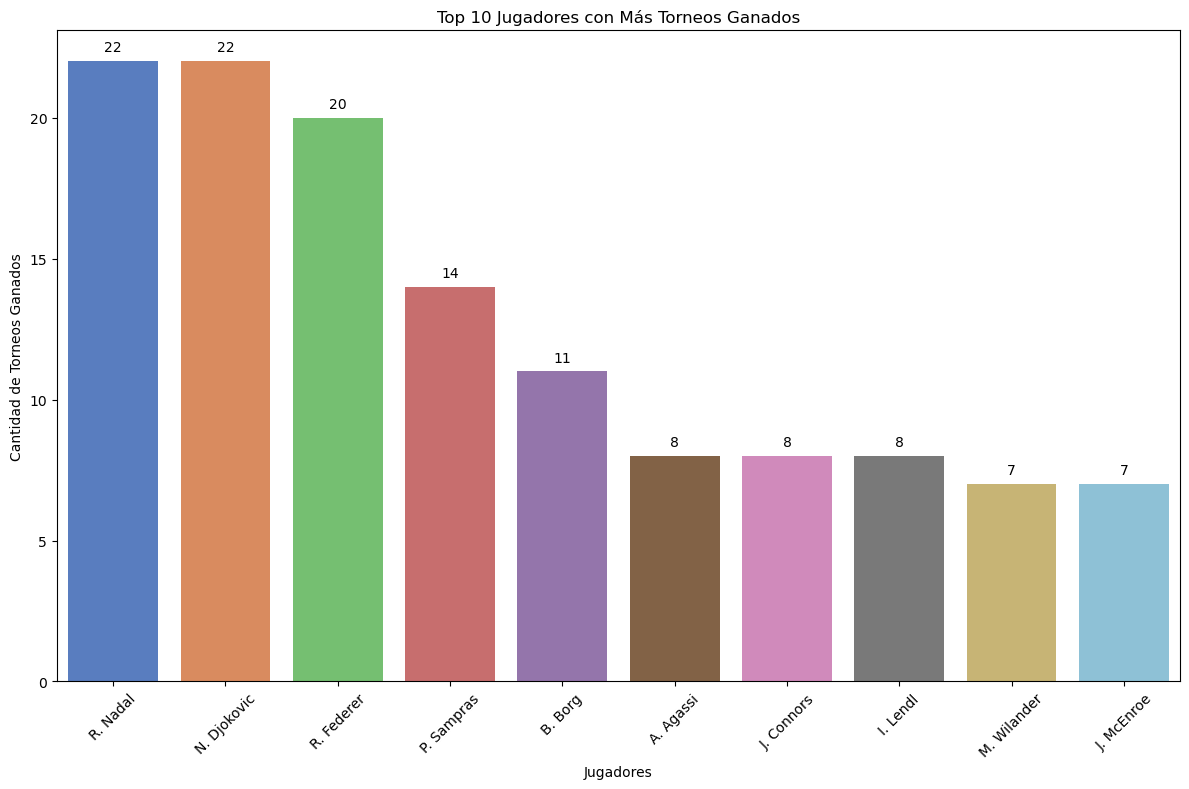 Top 10 Jugadores con Más Torneos Ganados
Cantidad de Torneos Ganados
20
15
10
5
0
22
22
20
14
11
8
8
8
7
7
R. Nadal
N. Djokovic
R. Federer
P. Sampras
B. Borg
A. Agassi
J. Connors
I. Lendl
M. Wilander
J. McEnroe
Jugadores